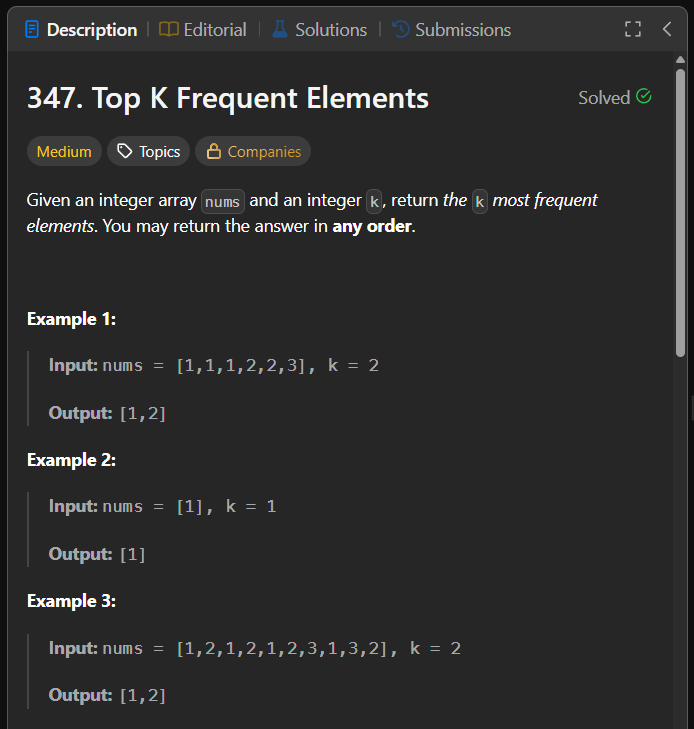 Description Editorial Solutions Submissions
347. Top K Frequent Elements Solved
Medium Topics Companies
Given an integer array nums and an integer k, return the k most frequent
elements. You may return the answer in any order.
Example 1:
Input: nums = [1,1,1,2,2,3], k = 2
Output: [1,2]
Example 2:
Input: nums = [1], k = 1
Output: [1]
Example 3:
Input: nums = [1,2,1,2,1,2,3,1,3,2], k = 2
Output: [1,2]